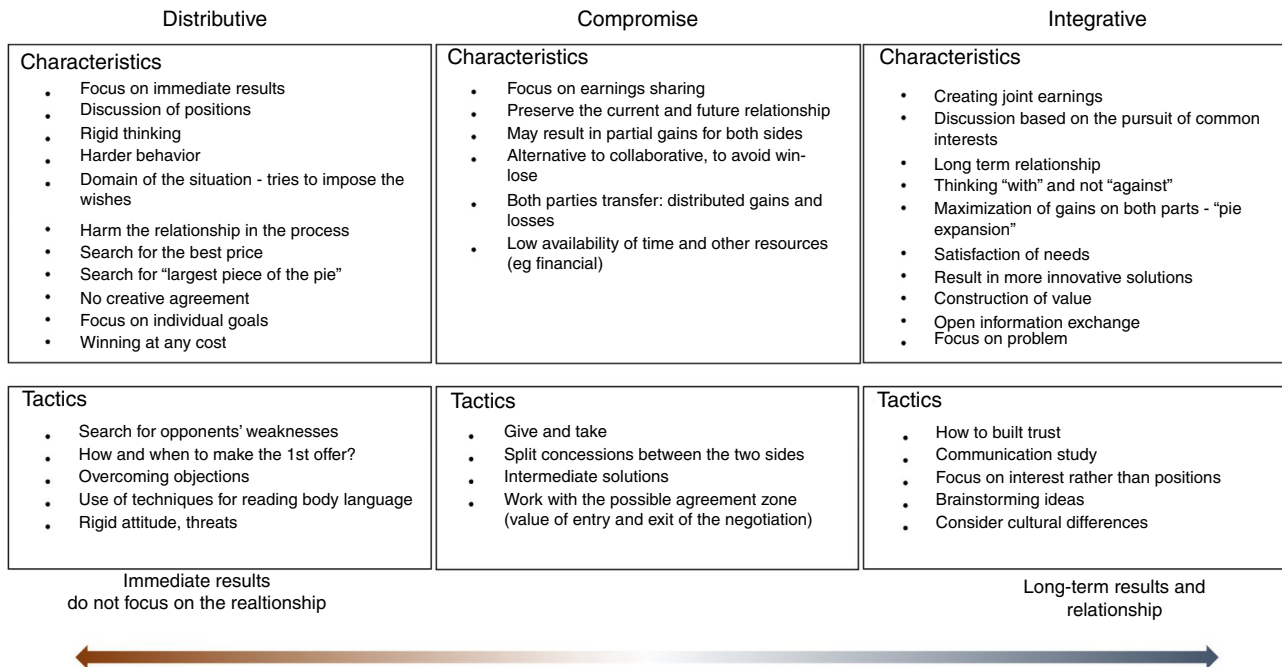 Distributive
Characteristics
• Focus on immediate results
• Discussion of positions
• Rigid thinking
• Harder behavior
• Domain of the situation - tries to impose the
wishes
• Harm the relationship in the process
• Search for the best price
• Search for “largest piece of the pie”
• No creative agreement
• Focus on individual goals
• Winning at any cost
Tactics
• Search for opponents’ weaknesses
• How and when to make the 1st offer?
• Overcoming objections
• Use of techniques for reading body language
• Rigid attitude, threats
Compromise
Characteristics
• Focus on earnings sharing
• Preserve the current and future relationship
• May result in partial gains for both sides
• Alternative to collaborative, to avoid win-
lose
• Both parties transfer: distributed gains and
losses
• Low availability of time and other resources
(eg financial)
Tactics
• Give and take
• Split concessions between the two sides
• Intermediate solutions
• Work with the possible agreement zone
(value of entry and exit of the negotiation)
Integrative
Characteristics
• Creating joint earnings
• Discussion based on the pursuit of common
interests
• Long term relationship
• Thinking “with” and not “against”
• Maximization of gains on both parts - “pie
expansion”
• Satisfaction of needs
• Result in more innovative solutions
• Construction of value
• Open information exchange
• Focus on problem
Tactics
• How to built trust
• Communication study
• Focus on interest rather than positions
• Brainstorming ideas
• Consider cultural differences
Immediate results
do not focus on the realtionship
Long-term results and
relationship